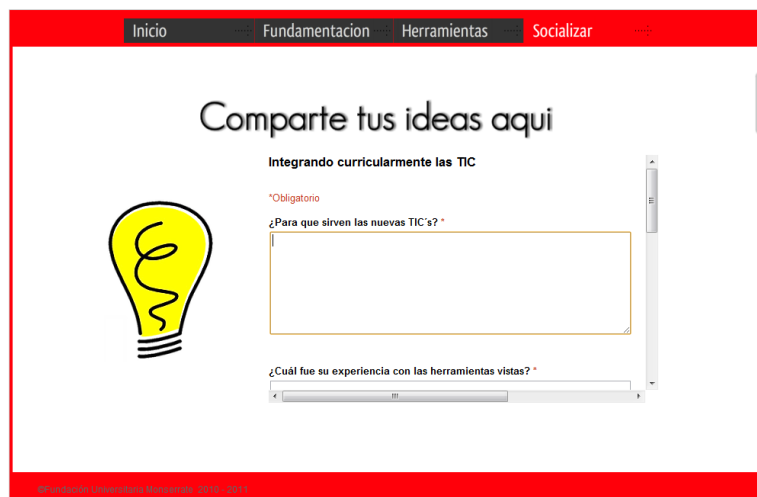 Inicio
Fundamentacion
Herramientas
Socializar
Comparte tus ideas aqui
Integrando curricularmente las TIC
*Obligatorio
¿Para que sirven las nuevas TIC´s? *
¿Cuál fue su experiencia con las herramientas vistas? *
©Fundación Universitaria Monserrate. 2010 - 2011